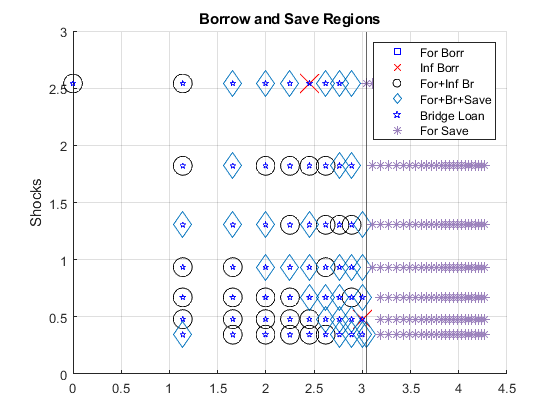 Borrow and Save Regions
3
2.5
2
1.5
1
0.5
0
Shocks
For Borr
Inf Borr
For+Inf Br
For+Br+Save
Bridge Loan
For Save
0 0.5 1 1.5 2 2.5 3 3.5 4 4.5